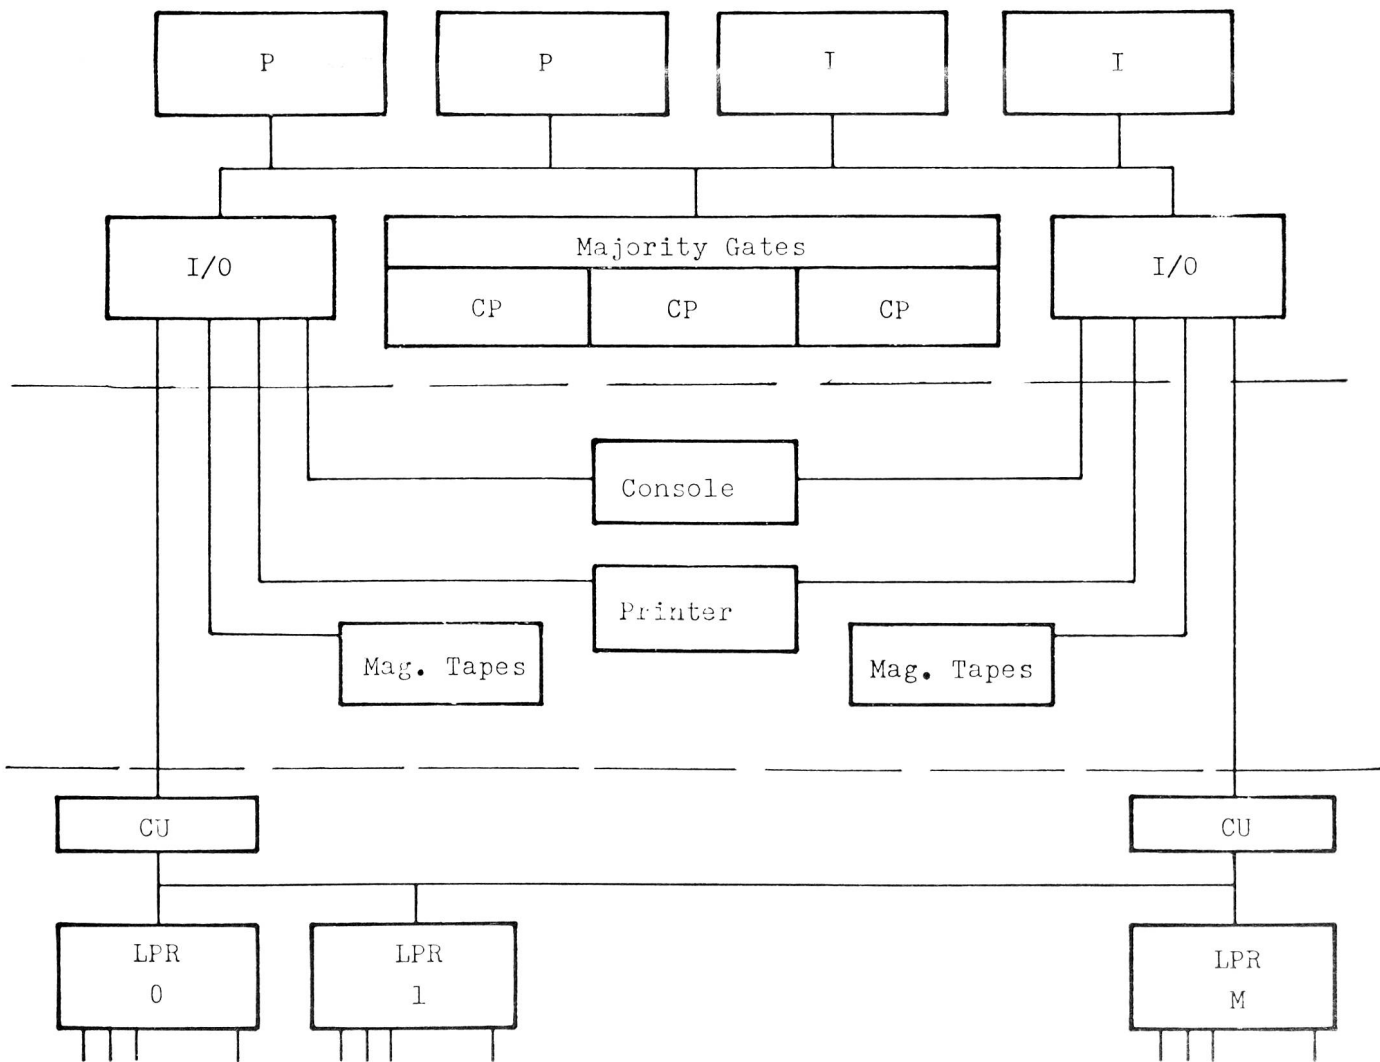 P
P
I
I
I/O
Majority Gates
I/O
CP
CP
CP
Console
Printer
Mag. Tapes
Mag. Tapes
CU
CU
LPR
0
LPR
1
LPR
M